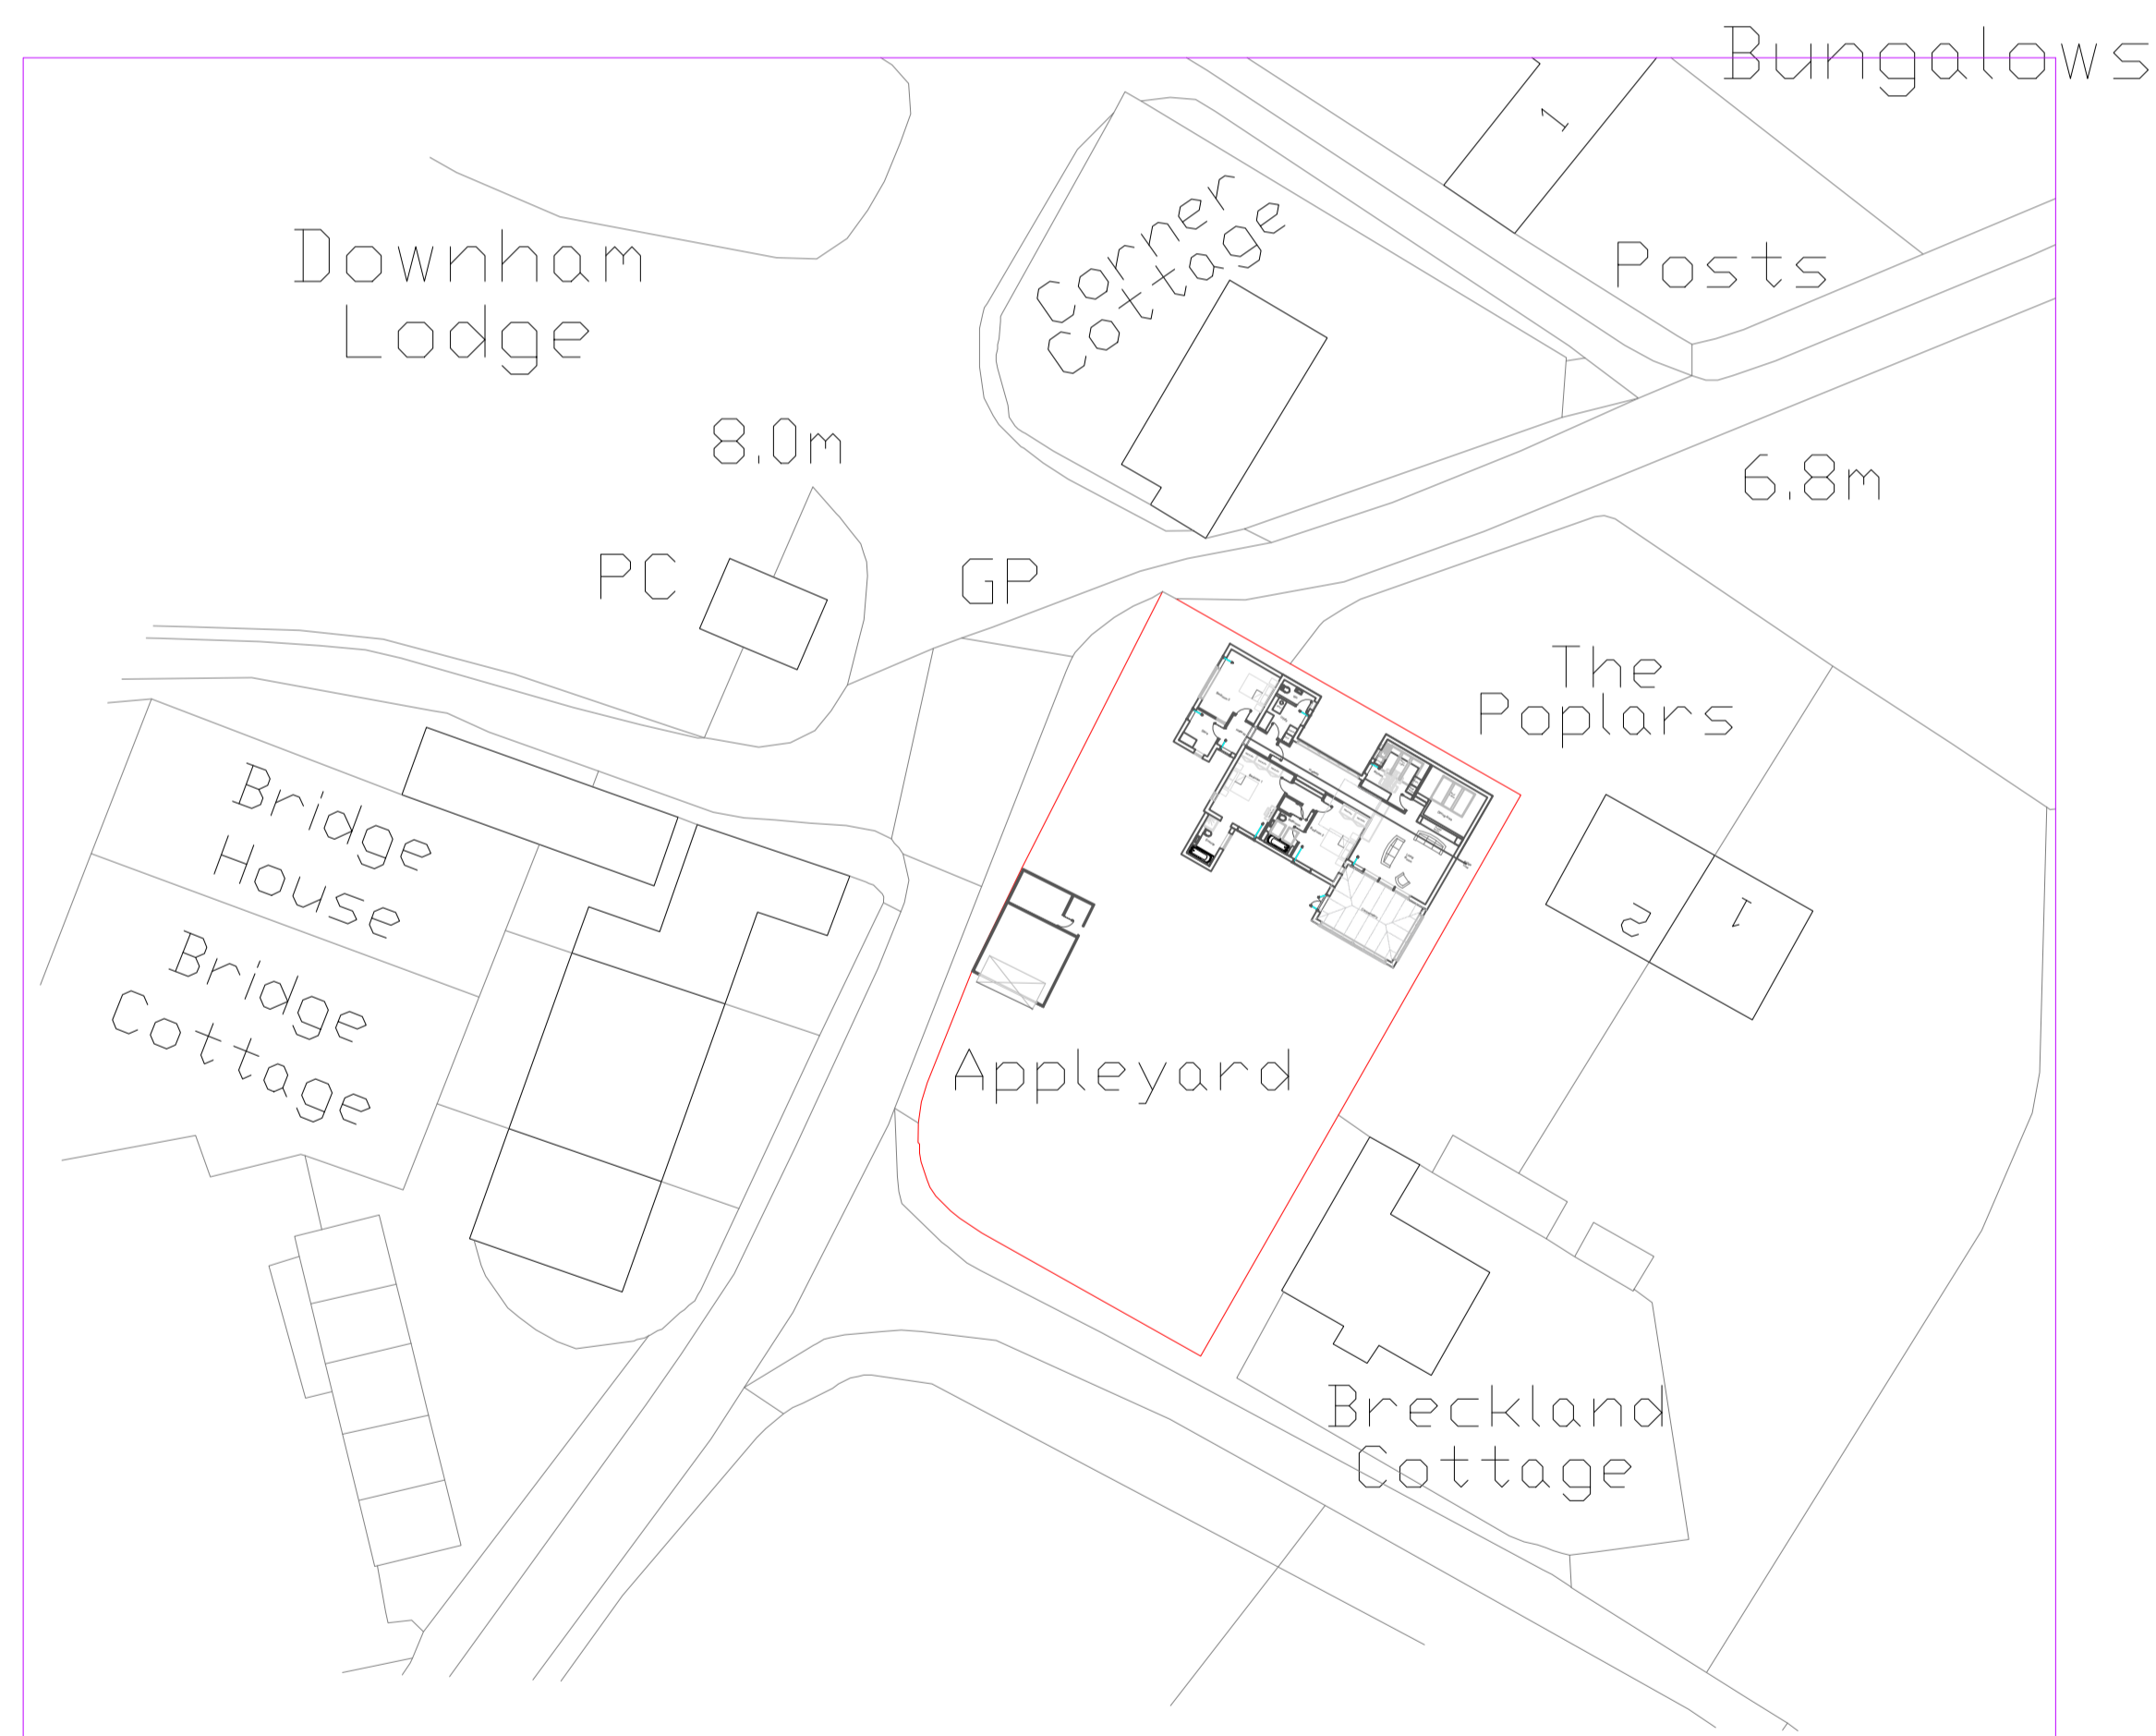 Bungalows
1
Downham
Lodge
Corner
Cottage
Posts
8.0m
6.8m
PC
GP
The
Poplars
Bridge
House
5
1
Bridge
Cottage
Appleyard
Breckland
Cottage